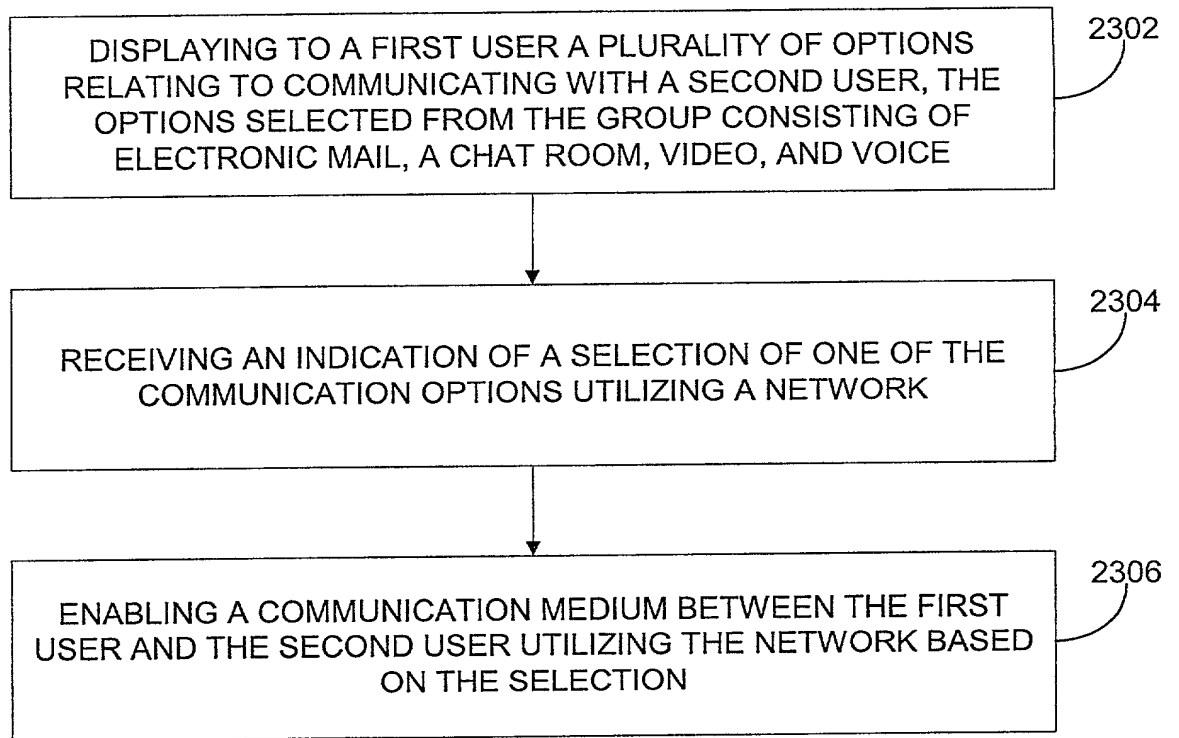 DISPLAYING TO A FIRST USER A PLURALITY OF OPTIONS
RELATING TO COMMUNICATING WITH A SECOND USER, THE
OPTIONS SELECTED FROM THE GROUP CONSISTING OF
ELECTRONIC MAIL, A CHAT ROOM, VIDEO, AND VOICE
2302
RECEIVING AN INDICATION OF A SELECTION OF ONE OF THE
COMMUNICATION OPTIONS UTILIZING A NETWORK
2304
ENABLING A COMMUNICATION MEDIUM BETWEEN THE FIRST
USER AND THE SECOND USER UTILIZING THE NETWORK BASED
ON THE SELECTION
2306